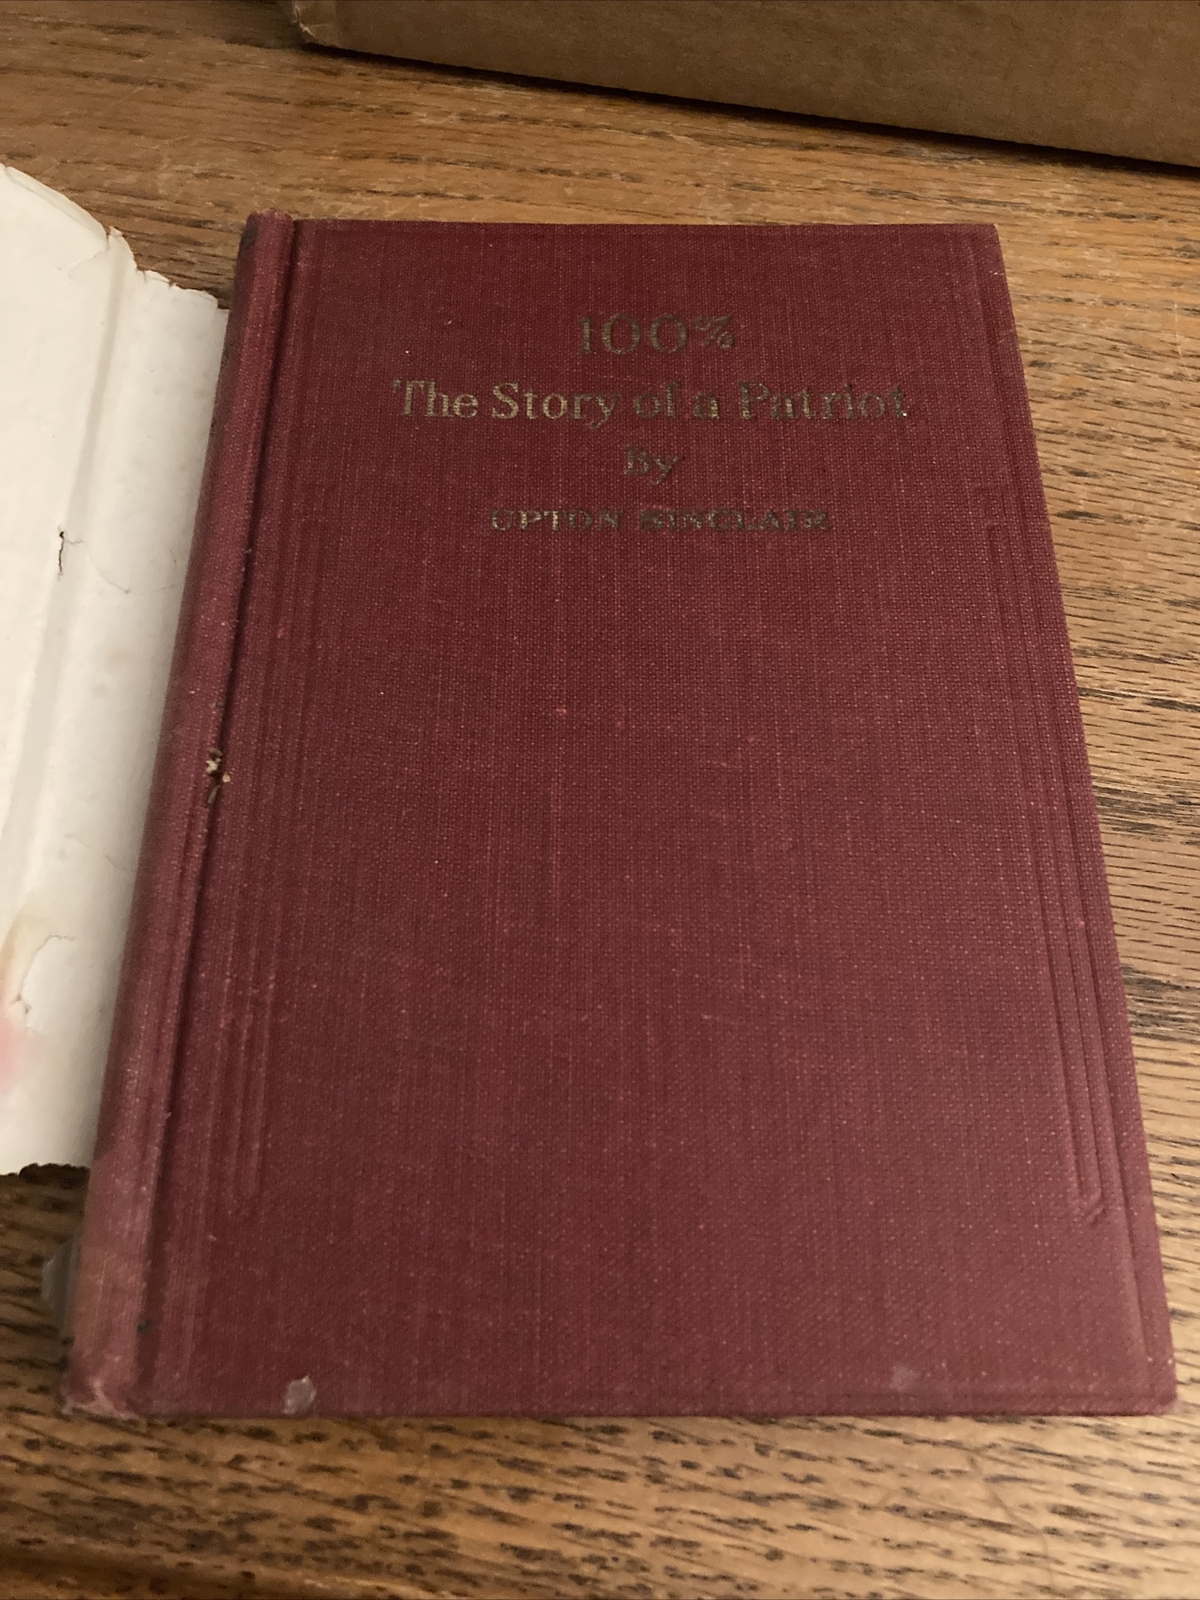 100%
The Story of a Patriot
By
UPTON SINCLAIR